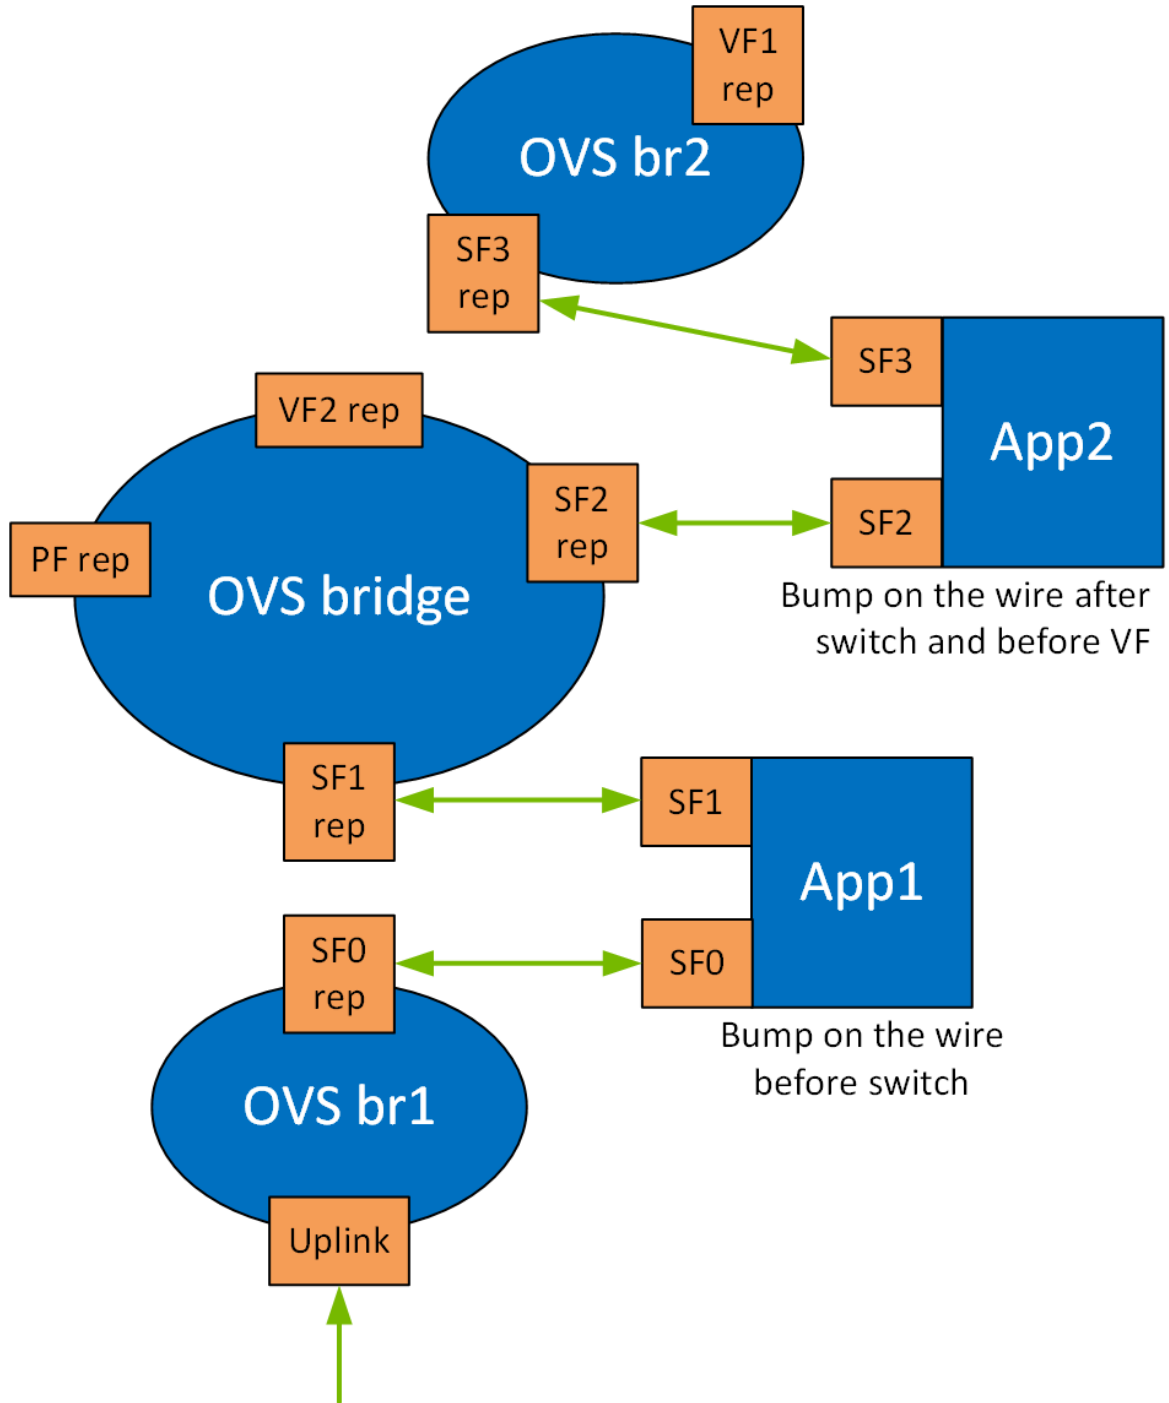 VF1
rep
OVS br2
SF3
rep
SF3
App2
SF2
Bump on the wire after
switch and before VF
VF2 rep
SF2
rep
PF rep
OVS bridge
SF1
rep
SF1
App1
SF0
Bump on the wire
before switch
SF0
rep
OVS br1
Uplink